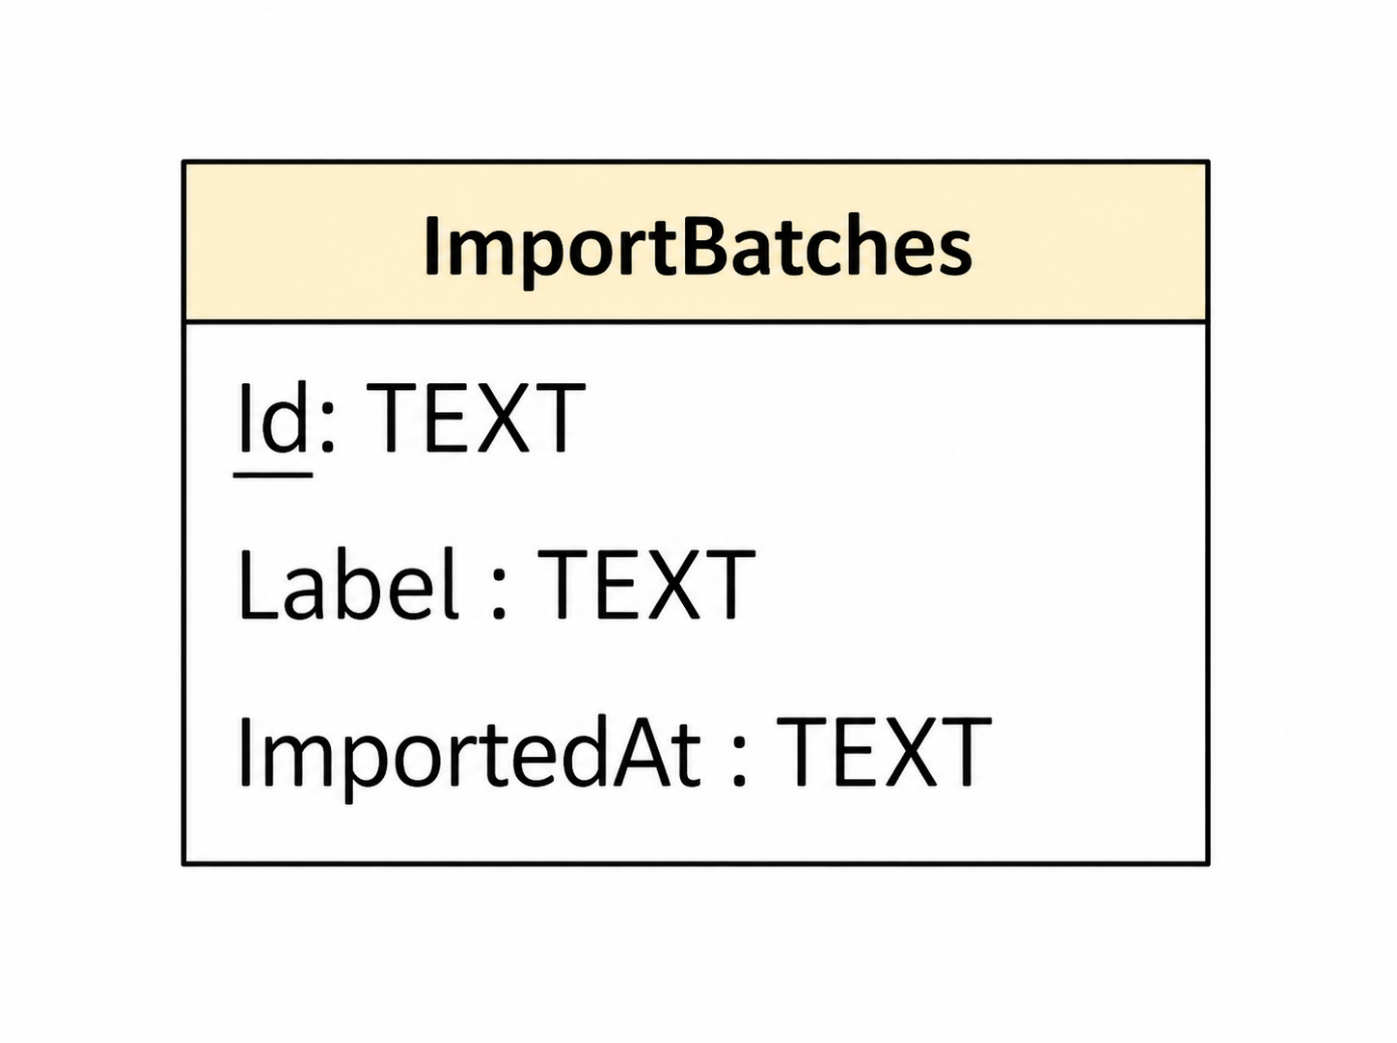 ImportBatches
Id: TEXT
Label : TEXT
ImportedAt : TEXT